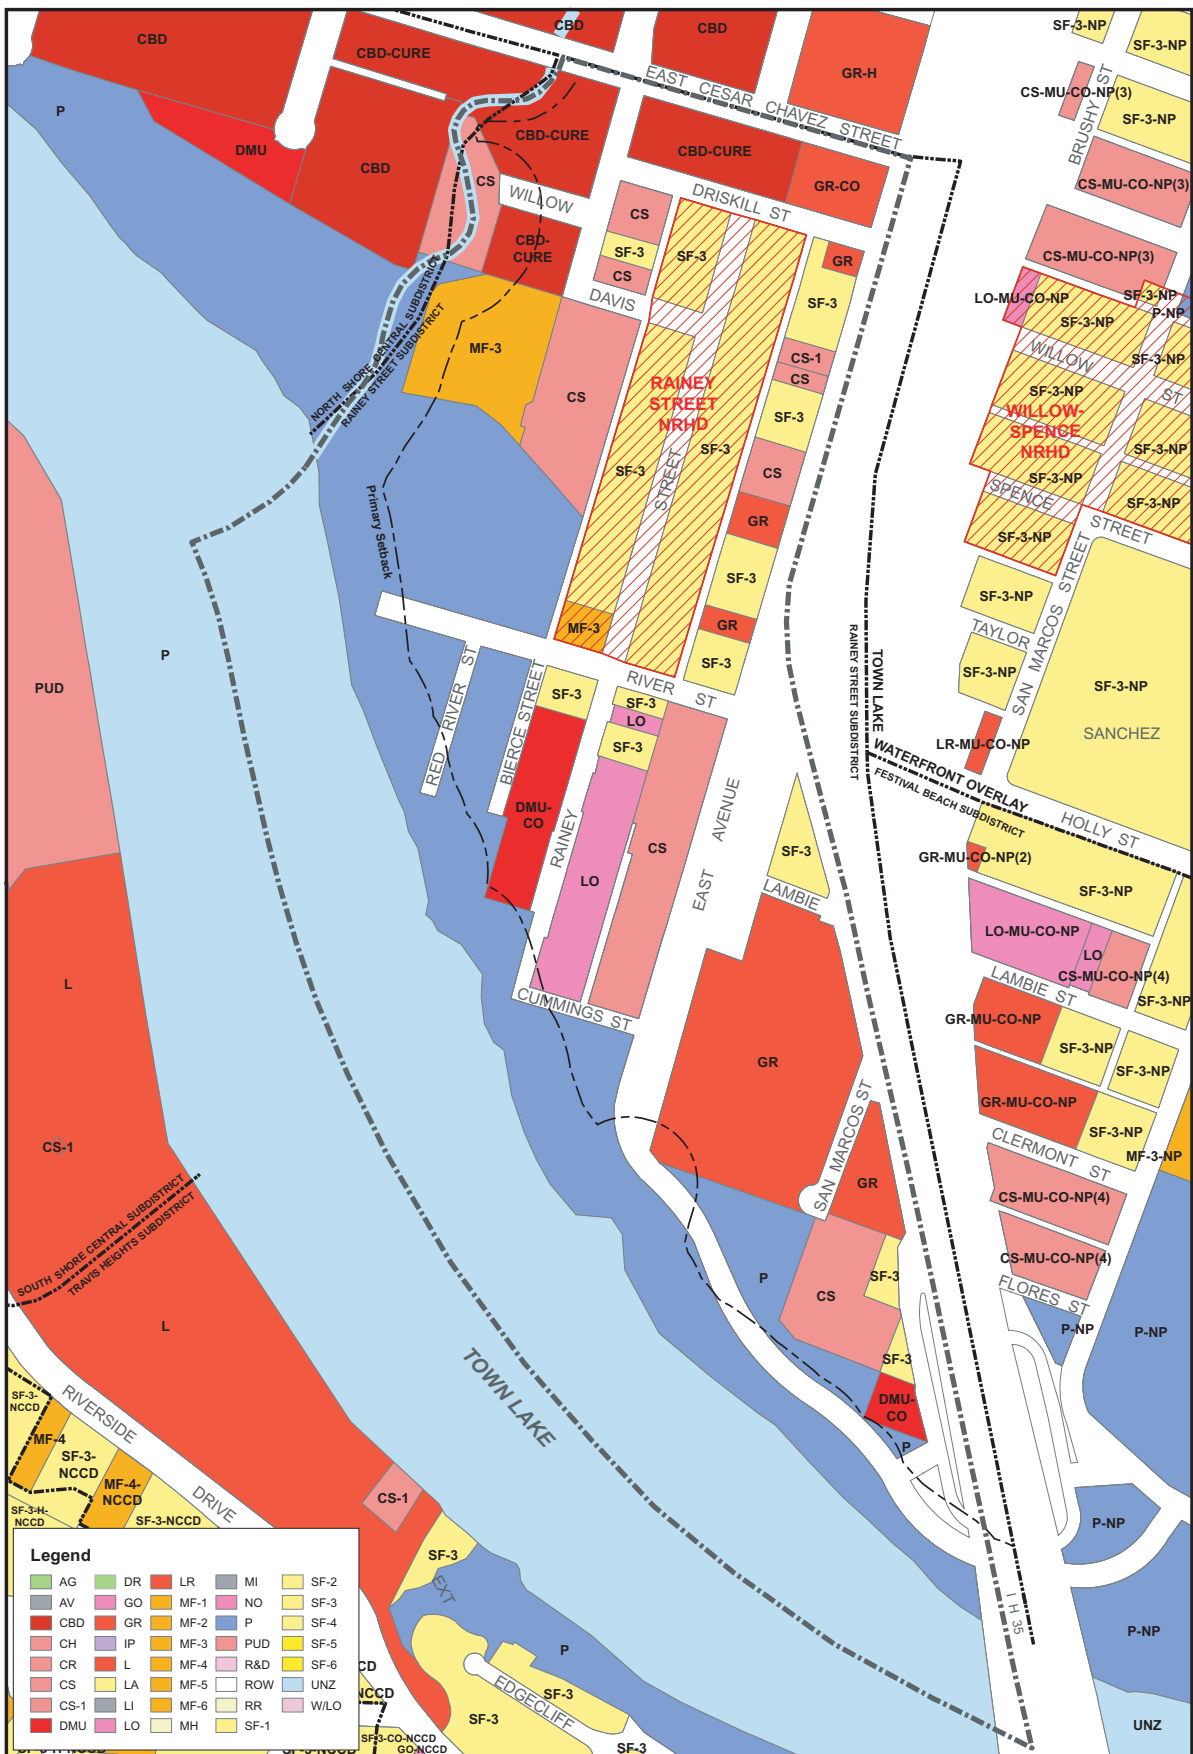 CBD
CBD
CBD
SF-3-NP
SF-3-NP
CBD-CURE
GR-H
EAST CESAR CHAVEZ STREET
CS-MU-CO-NP(3)
BRUSHY ST
P
SF-3-NP
DMU
CBD-CURE
CBD
CBD-CURE
GR-CO
CS
WILLOW
DRISKILL ST
CS-MU-CO-NP(3)
CS
CBD-
CURE
SF-3
CS
SF-3
GR
CS-MU-CO-NP(3)
DAVIS
SF-3
LO-MU-CO-NP
SF-3-NP
P-NP
SF-3-NP
NORTH SHORE CENTRAL SUBDISTRICT
RAINEY STREET SUBDISTRICT
MF-3
CS-1
CS
WILLOW ST
SF-3-NP
SF-3-NP
CS
RAINEY
STREET
NRHD
SF-3
WILLOW-
SPENCE
NRHD
SF-3
SF-3
STREET
CS
SF-3-NP
SF-3-NP
SPENCE STREET
SF-3-NP
Primary Setback
GR
SF-3-NP
SF-3
SF-3-NP
TAYLOR
SAN MARCOS STREET
MF-3
GR
SF-3
SF-3-NP
P
PUD
RED RIVER ST
BIERCE STREET
RIVER ST
SF-3
SF-3
LO
SF-3
TOWN LAKE
RAINEY STREET SUBDISTRICT
SF-3-NP
SANCHEZ
LR-MU-CO-NP
WATERFRONT OVERLAY
FESTIVAL BEACH SUBDISTRICT
HOLLY ST
DMU-
CO
RAINEY
CS
EAST AVENUE
SF-3
LAMBIE
GR-MU-CO-NP(2)
SF-3-NP
LO
LO-MU-CO-NP
LO
CS-MU-CO-NP(4)
LAMBIE ST
SF-3-NP
L
CUMMINGS ST
GR-MU-CO-NP
SF-3-NP
SF-3-NP
GR
GR-MU-CO-NP
SF-3-NP
CLERMONT ST
MF-3-NP
CS-1
SAN MARCOS ST
GR
CS-MU-CO-NP(4)
SOUTH SHORE CENTRAL SUBDISTRICT
TRAVIS HEIGHTS SUBDISTRICT
CS-MU-CO-NP(4)
FLORES ST
P
SF-3
CS
L
P-NP
P-NP
SF-3
TOWN LAKE
DMU-
CO
P
RIVERSIDE DRIVE
SF-3-
NCCD
MF-4
SF-3-
NCCD
MF-4-
NCCD
SF-3-H-
NCCD
SF-3-NCCD
CS-1
P-NP
SF-3
EXT
I H 35
P-NP
P
EDGECLIFF
SF-3
SF-3
SF-3
UNZ
CD
NCCD
SF-3-CO-NCCD
GO-NCCD
SF-3-H-NCCD
SF-3-NCCD
Legend
AG
AV
CBD
CH
CR
CS
CS-1
DMU
DR
GO
GR
IP
L
LA
LI
LO
LR
MF-1
MF-2
MF-3
MF-4
MF-5
MF-6
MH
MI
NO
P
PUD
R&D
ROW
RR
SF-1
SF-2
SF-3
SF-4
SF-5
SF-6
UNZ
W/LO